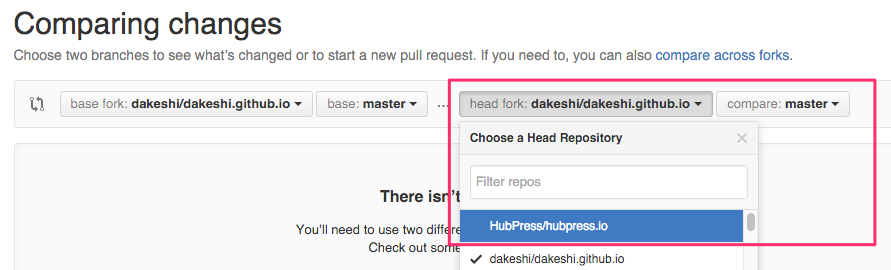 Comparing changes
Choose two branches to see what's changed or to start a new pull request. If you need to, you can also compare across forks.
base fork: dakeshi/dakeshi.github.io base: master ... head fork: dakeshi/dakeshi.github.io compare: master
Choose a Head Repository
Filter repos
There isn't
HubPress/hubpress.io
You'll need to use two
Check out
dakeshi/dakeshi.github.io